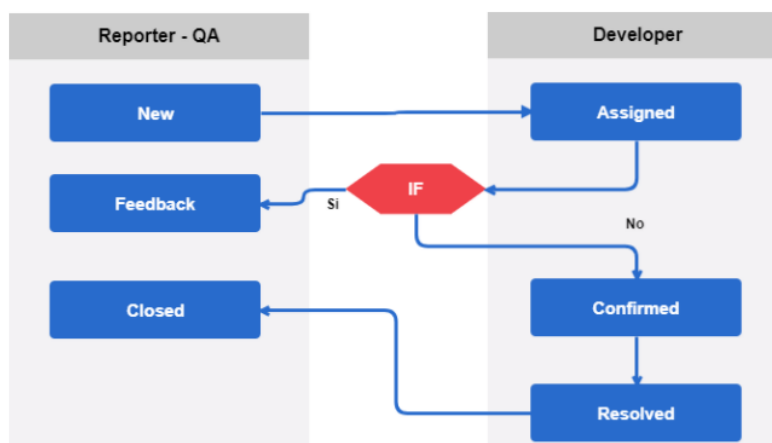 Reporter - QA
Developer
New
Assigned
Feedback
Si
IF
No
Closed
Confirmed
Resolved